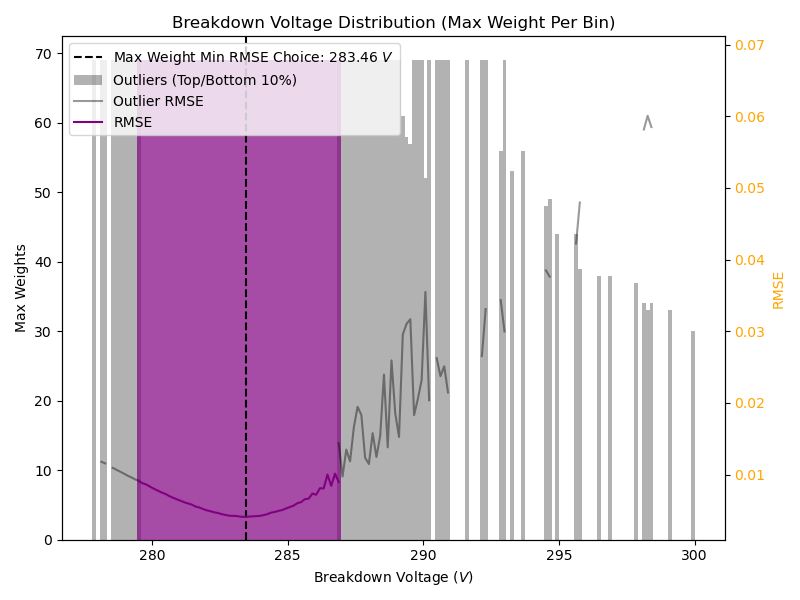 Breakdown Voltage Distribution (Max Weight Per Bin)
Max Weight Min RMSE Choice: 283.46 V
Outliers (Top/Bottom 10%)
Outlier RMSE
RMSE
70
60
50
40
30
20
10
0
Max Weights
0.07
0.06
0.05
0.04
0.03
0.02
0.01
RMSE
280
285
290
295
300
Breakdown Voltage (V)